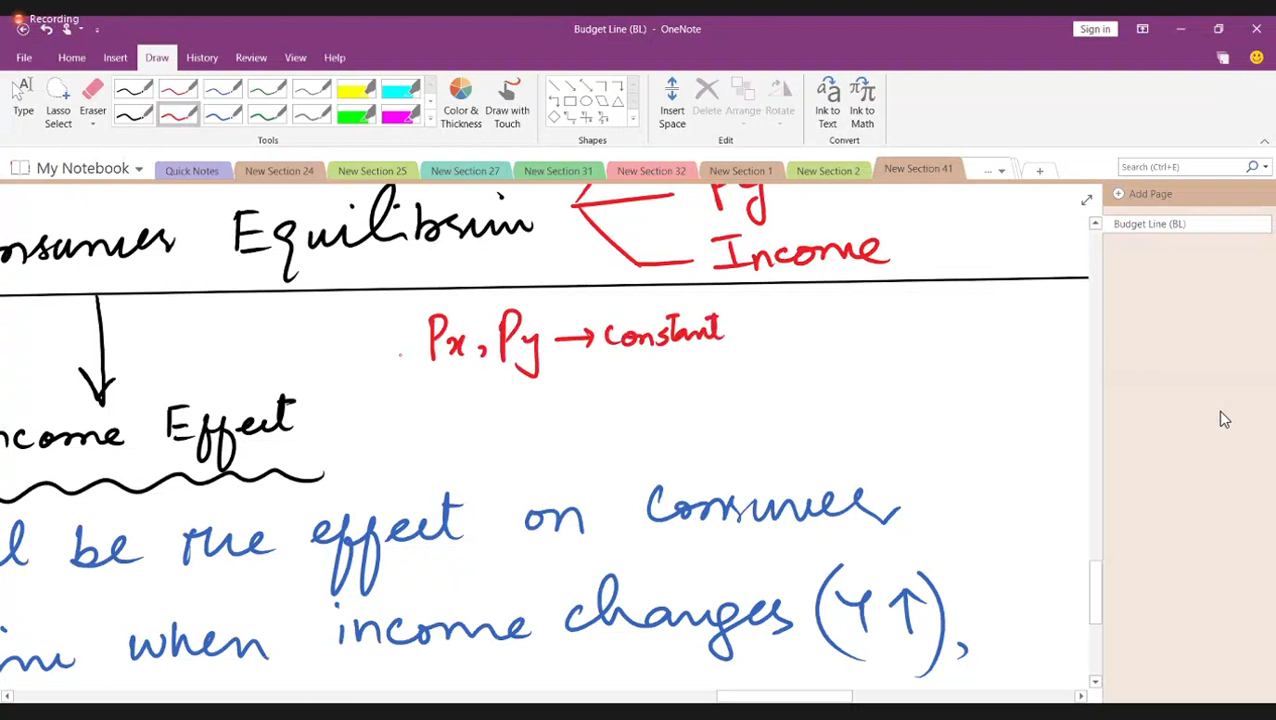 Recording
Budget Line (BL) - OneNote
Sign in
File Home Insert Draw History Review View Help
Type
Lasso Select
Eraser
Color & Thickness
Draw with Touch
Insert Space
Delete
Arrange
Rotate
Ink to Text
Ink to Math
Tools
Shapes
Edit
Convert
My Notebook
Quick Notes
New Section 24
New Section 25
New Section 27
New Section 31
New Section 32
New Section 1
New Section 2
New Section 41
...
Search (Ctrl+E)
Add Page
Budget Line (BL)
Py
Equilibrium
Income
Px, Py → constant
ncome Effect
be the effect on consumer
when income changes (Y↑),